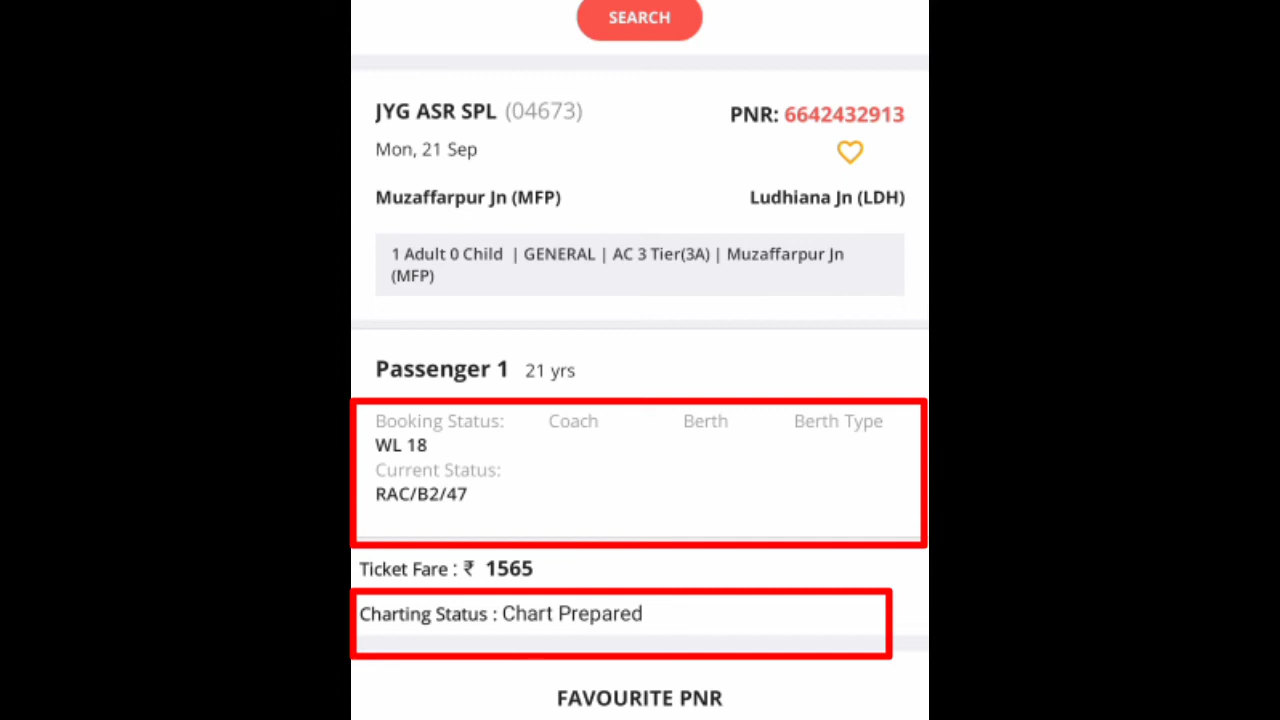 SEARCH
JYG ASR SPL (04673) PNR: 6642432913
Mon, 21 Sep
Muzaffarpur Jn (MFP) Ludhiana Jn (LDH)
1 Adult 0 Child | GENERAL | AC 3 Tier(3A) | Muzaffarpur Jn
(MFP)
Passenger 1 21 yrs
Booking Status: Coach Berth Berth Type
WL 18
Current Status:
RAC/B2/47
Ticket Fare : ₹ 1565
Charting Status : Chart Prepared
FAVOURITE PNR